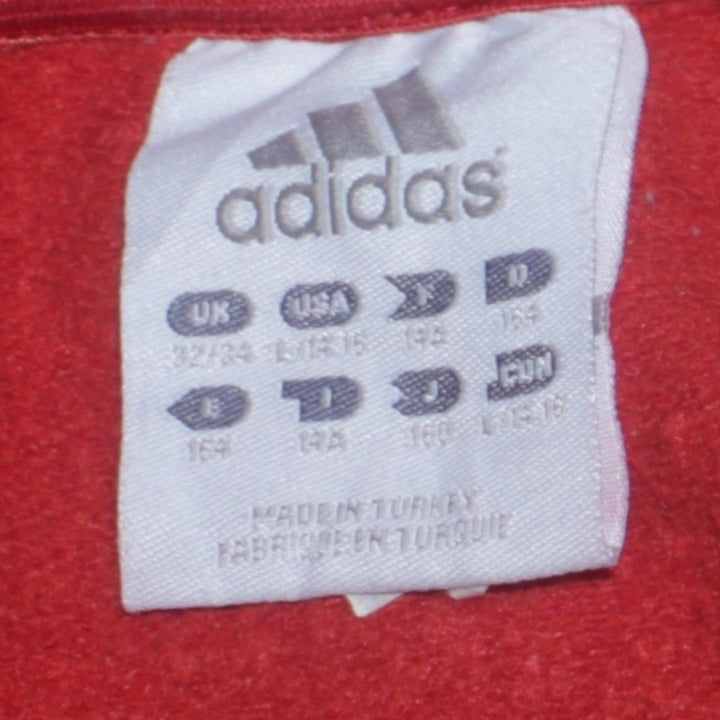 adidas
UK USA F D
32/34 L/14-16 14A 164
E I J CDN
164 14A 160 L/14-16
MADE IN TURKEY
FABRIQUE EN TURQUIE